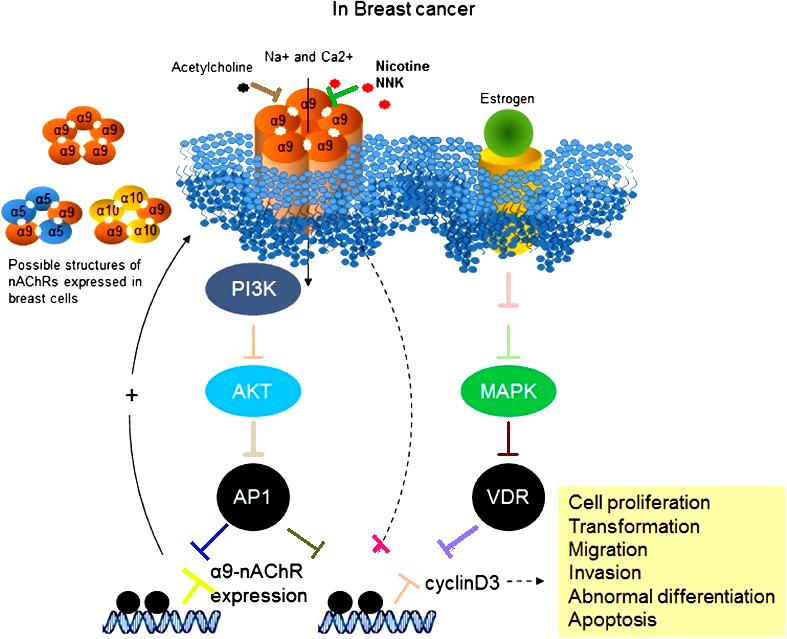 In Breast cancer
Na+ and Ca2+
Acetylcholine
Nicotine
NNK
Estrogen
α9
α9
α9
α9
α9
α9
α9
α9
α9
α9
α5
α5
α9
α9
α5
α10
α10
α9
α9
α10
Possible structures of
nAChRs expressed in
breast cells
PI3K
+
AKT
MAPK
AP1
VDR
α9-nAChR
expression
cyclinD3
Cell proliferation
Transformation
Migration
Invasion
Abnormal differentiation
Apoptosis